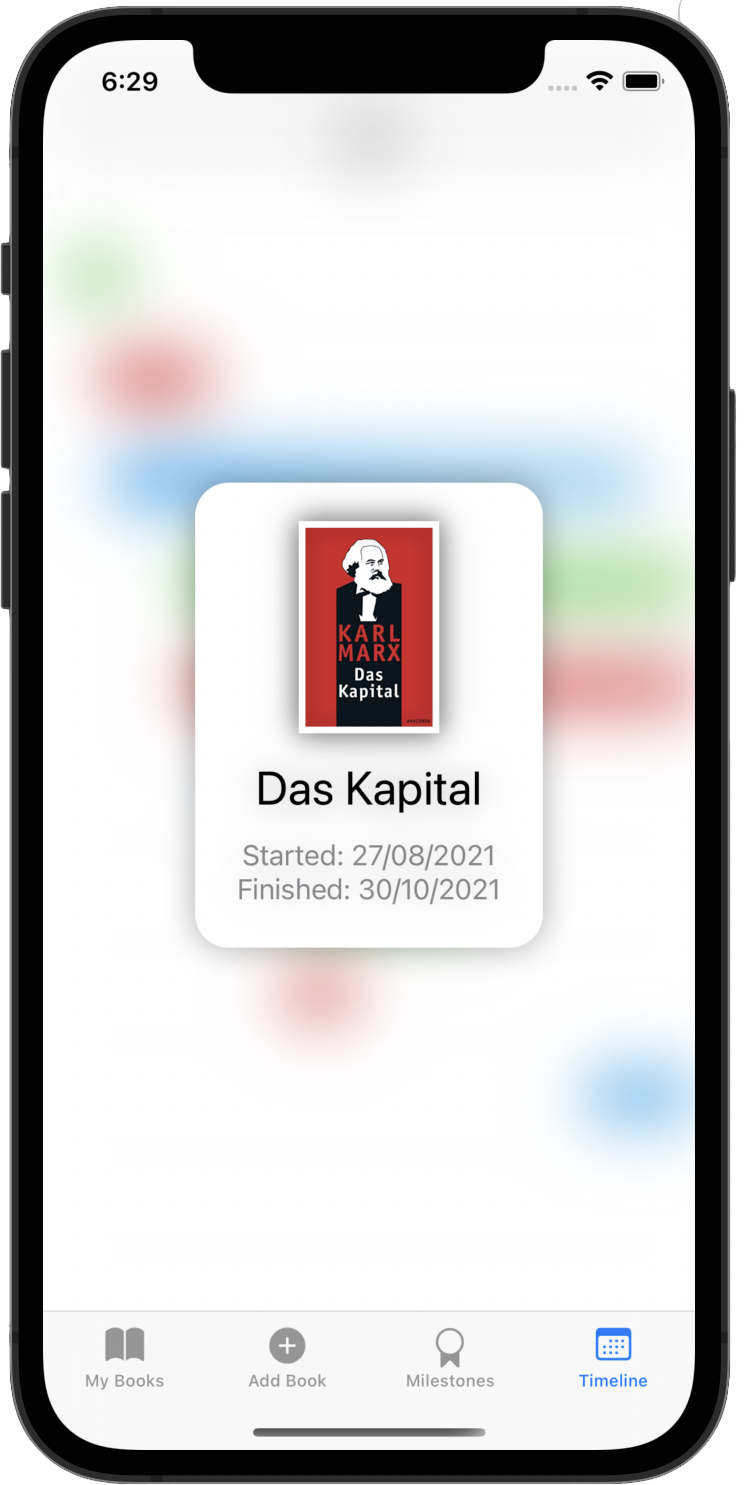 6:29
KARL
MARX
Das
Kapital
ANACONDA
Das Kapital
Started: 27/08/2021
Finished: 30/10/2021
My Books
Add Book
Milestones
Timeline